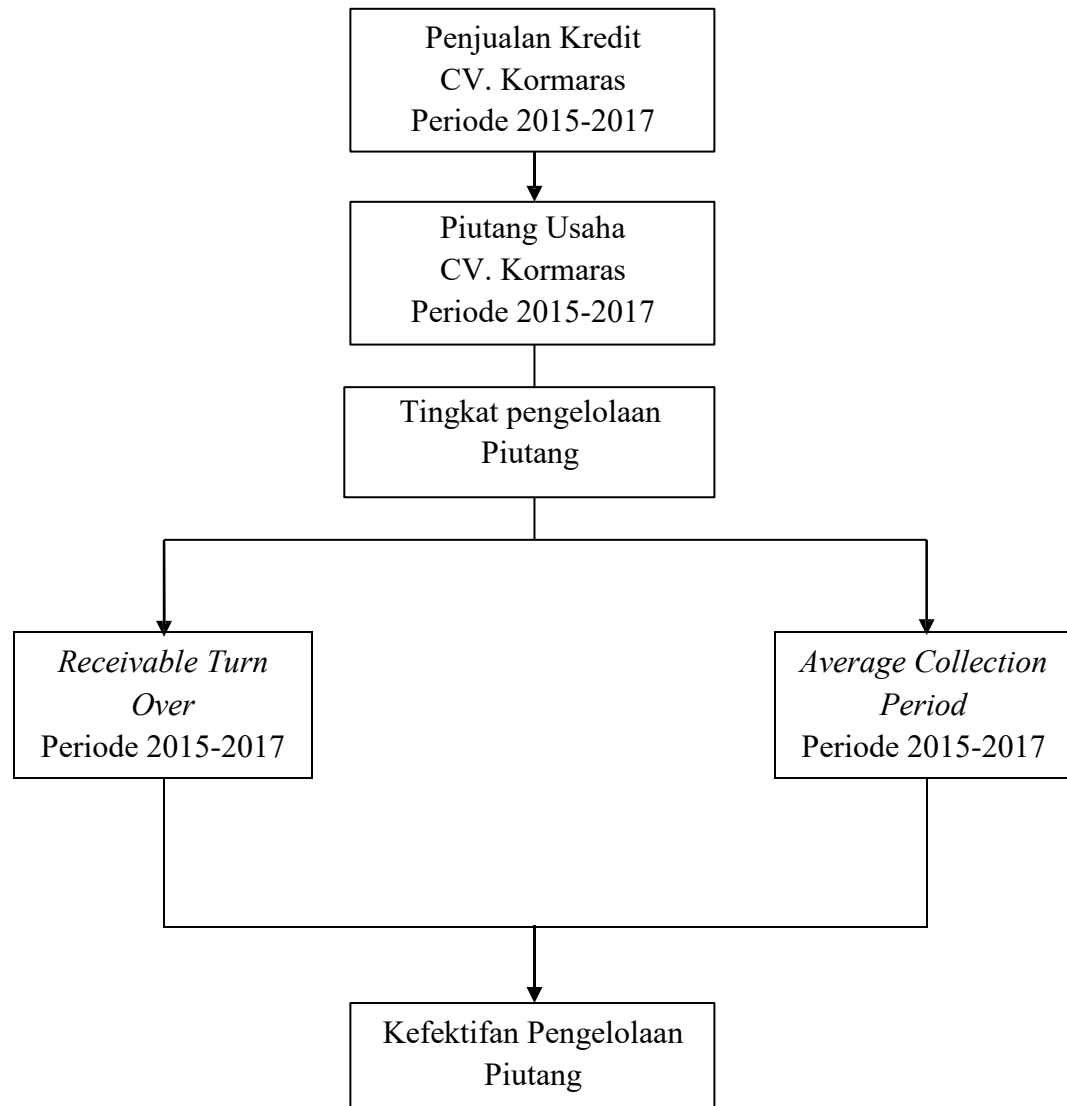 Penjualan Kredit
CV. Kormaras
Periode 2015-2017
Piutang Usaha
CV. Kormaras
Periode 2015-2017
Tingkat pengelolaan
Piutang
Receivable Turn
Over
Periode 2015-2017
Average Collection
Period
Periode 2015-2017
Kefektifan Pengelolaan
Piutang